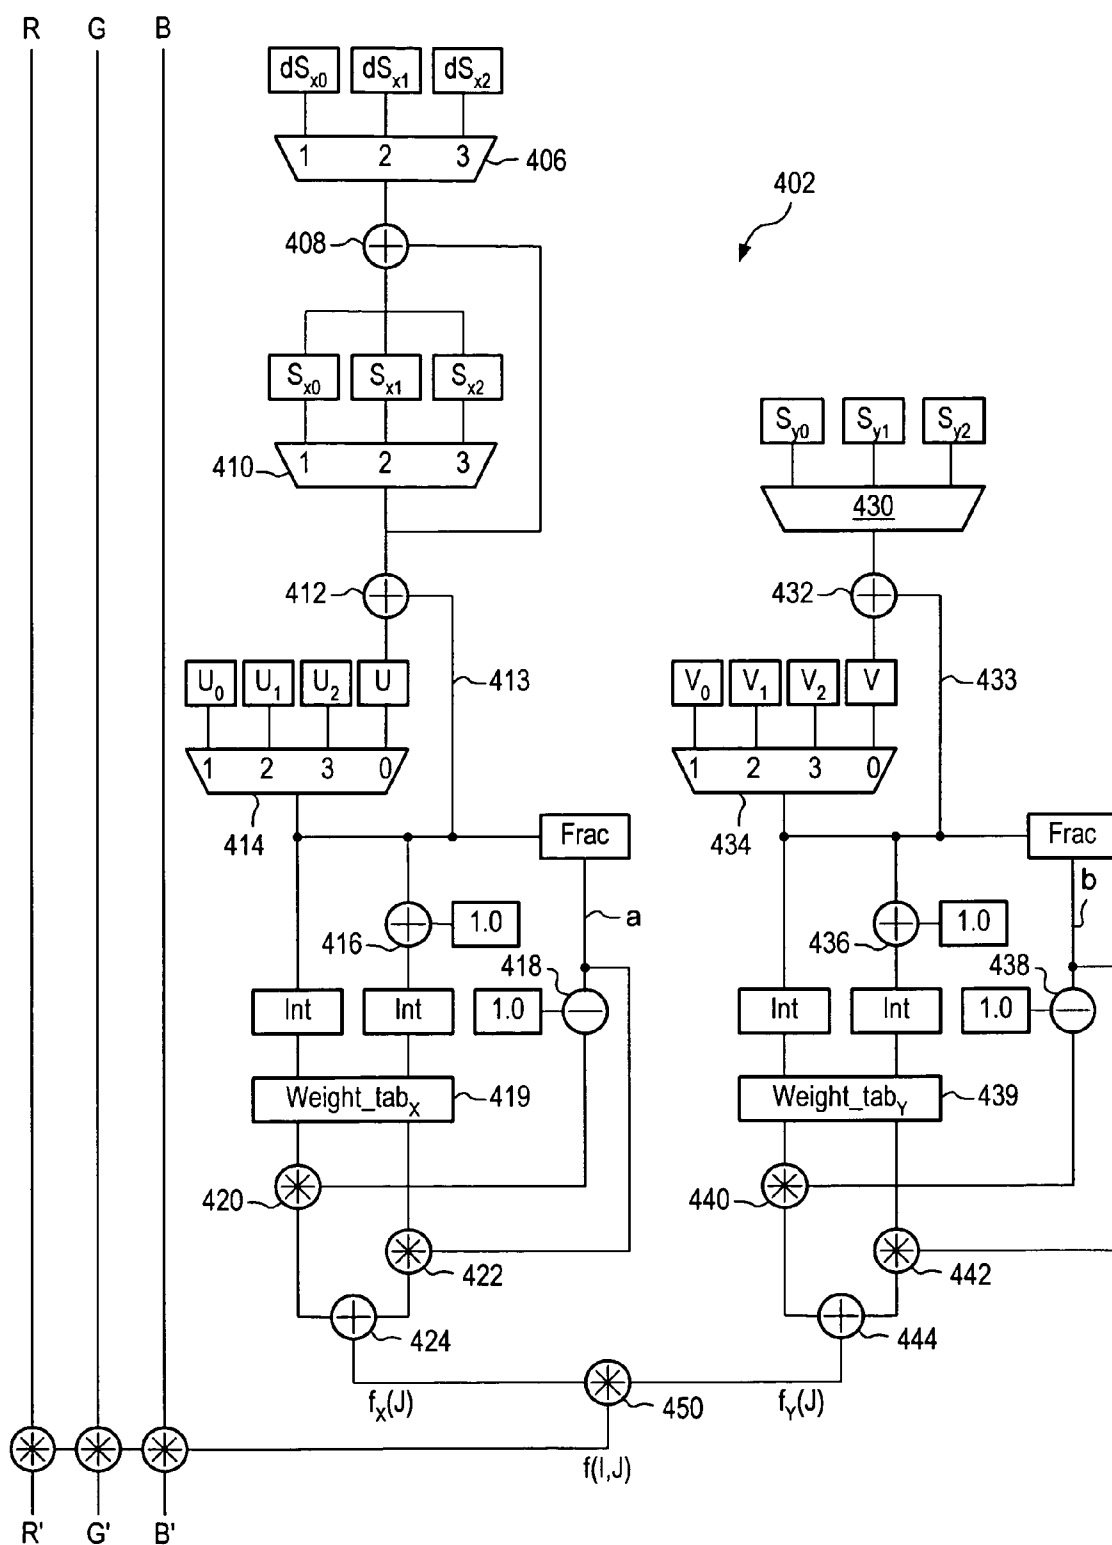 R G B
dSx0 dSx1 dSx2
1 2 3
406
402
408
Sx0 Sx1 Sx2
410 1 2 3
Sy0 Sy1 Sy2
430
412
432
413
433
U0 U1 U2 U
V0 V1 V2 V
1 2 3 0
1 2 3 0
414
434
Frac
Frac
a
b
416
1.0
436
1.0
418
438
Int Int 1.0
Int Int 1.0
Weight_tabX 419
Weight_tabY 439
420
440
422
442
424
444
fX(J)
450
fY(J)
f(I,J)
R' G' B'